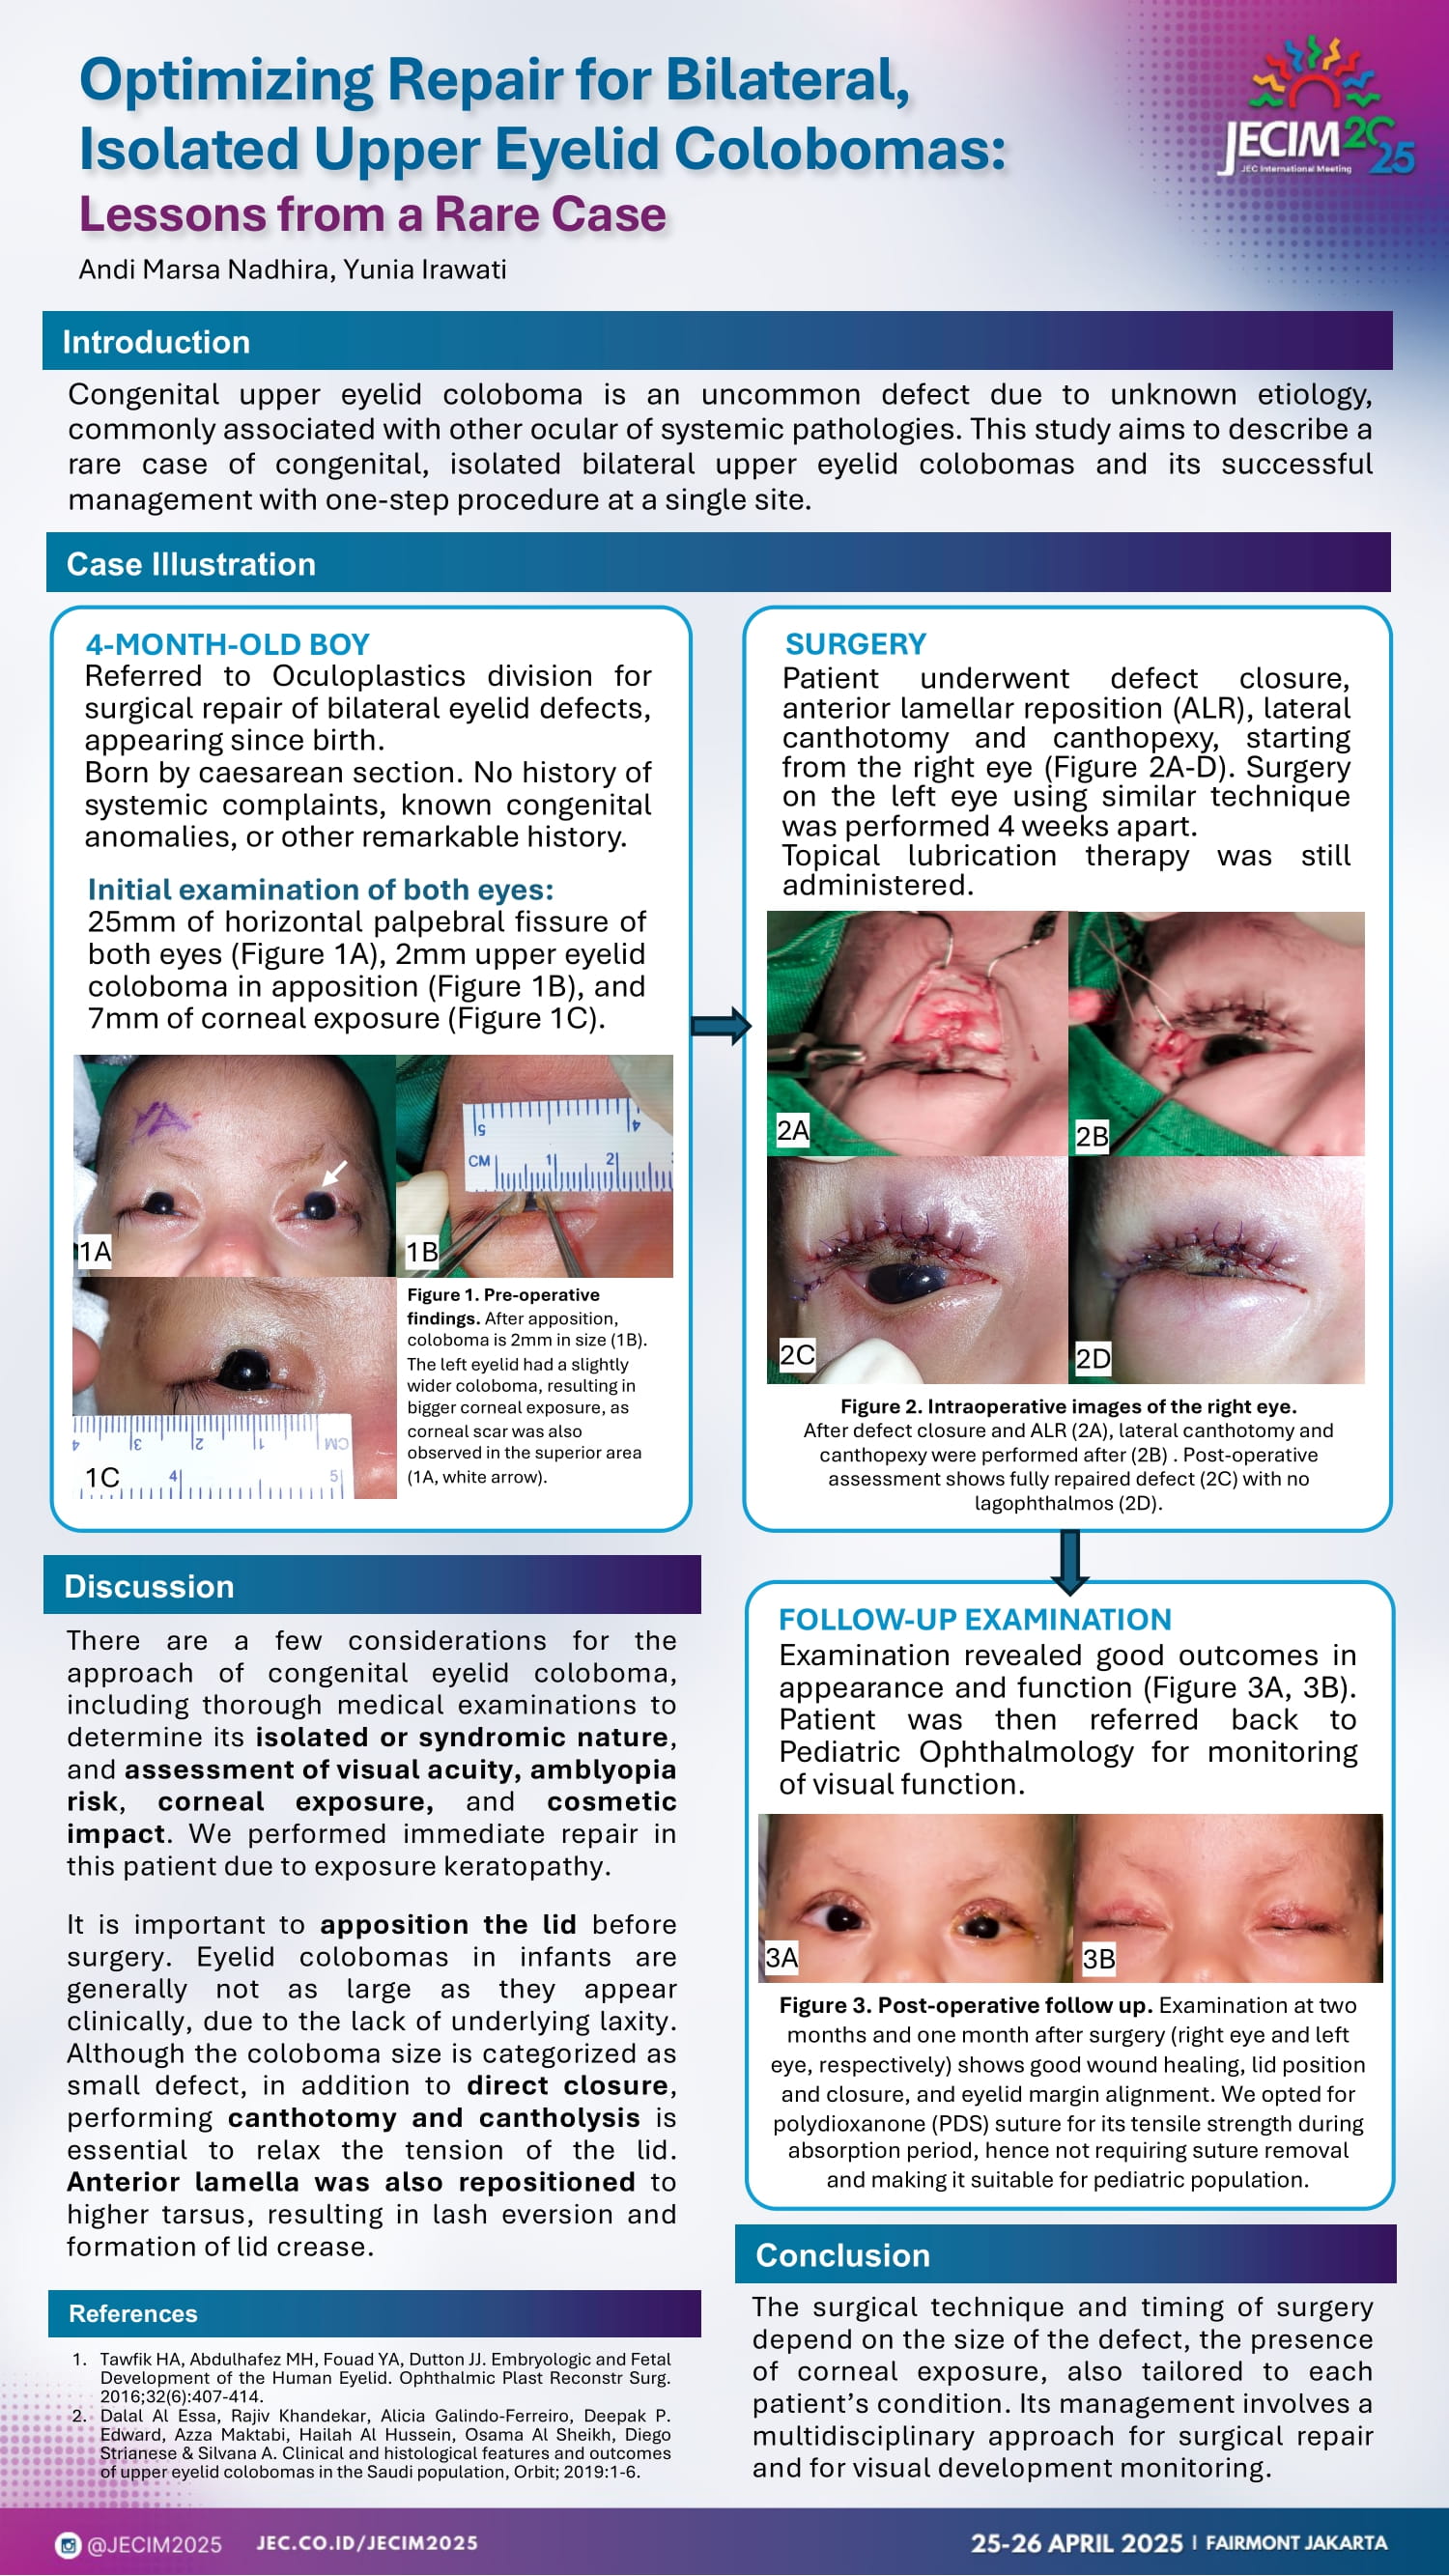 Optimizing Repair for Bilateral,
Isolated Upper Eyelid Colobomas:
Lessons from a Rare Case
Andi Marsa Nadhira, Yunia Irawati
JECIM 2025
JEC International Meeting
Introduction
Congenital upper eyelid coloboma is an uncommon defect due to unknown etiology,
commonly associated with other ocular of systemic pathologies. This study aims to describe a
rare case of congenital, isolated bilateral upper eyelid colobomas and its successful
management with one-step procedure at a single site.
Case Illustration
4-MONTH-OLD BOY
Referred to Oculoplastics division for
surgical repair of bilateral eyelid defects,
appearing since birth.
Born by caesarean section. No history of
systemic complaints, known congenital
anomalies, or other remarkable history.
Initial examination of both eyes:
25mm of horizontal palpebral fissure of
both eyes (Figure 1A), 2mm upper eyelid
coloboma in apposition (Figure 1B), and
7mm of corneal exposure (Figure 1C).
1A
5 4
CM 1 2
1B
4 3 2 1 CM
1C 4 5
Figure 1. Pre-operative
findings. After apposition,
coloboma is 2mm in size (1B).
The left eyelid had a slightly
wider coloboma, resulting in
bigger corneal exposure, as
corneal scar was also
observed in the superior area
(1A, white arrow).
SURGERY
Patient underwent defect closure,
anterior lamellar reposition (ALR), lateral
canthotomy and canthopexy, starting
from the right eye (Figure 2A-D). Surgery
on the left eye using similar technique
was performed 4 weeks apart.
Topical lubrication therapy was still
administered.
2A
2B
2C
2D
Figure 2. Intraoperative images of the right eye.
After defect closure and ALR (2A), lateral canthotomy and
canthopexy were performed after (2B) . Post-operative
assessment shows fully repaired defect (2C) with no
lagophthalmos (2D).
FOLLOW-UP EXAMINATION
Examination revealed good outcomes in
appearance and function (Figure 3A, 3B).
Patient was then referred back to
Pediatric Ophthalmology for monitoring
of visual function.
3A
3B
Figure 3. Post-operative follow up. Examination at two
months and one month after surgery (right eye and left
eye, respectively) shows good wound healing, lid position
and closure, and eyelid margin alignment. We opted for
polydioxanone (PDS) suture for its tensile strength during
absorption period, hence not requiring suture removal
and making it suitable for pediatric population.
Discussion
There are a few considerations for the
approach of congenital eyelid coloboma,
including thorough medical examinations to
determine its isolated or syndromic nature,
and assessment of visual acuity, amblyopia
risk, corneal exposure, and cosmetic
impact. We performed immediate repair in
this patient due to exposure keratopathy.
It is important to apposition the lid before
surgery. Eyelid colobomas in infants are
generally not as large as they appear
clinically, due to the lack of underlying laxity.
Although the coloboma size is categorized as
small defect, in addition to direct closure,
performing canthotomy and cantholysis is
essential to relax the tension of the lid.
Anterior lamella was also repositioned to
higher tarsus, resulting in lash eversion and
formation of lid crease.
References
1. Tawfik HA, Abdulhafez MH, Fouad YA, Dutton JJ. Embryologic and Fetal
Development of the Human Eyelid. Ophthalmic Plast Reconstr Surg.
2016;32(6):407-414.
2. Dalal Al Essa, Rajiv Khandekar, Alicia Galindo-Ferreiro, Deepak P.
Edward, Azza Maktabi, Hailah Al Hussein, Osama Al Sheikh, Diego
Strianese & Silvana A. Clinical and histological features and outcomes
of upper eyelid colobomas in the Saudi population, Orbit; 2019:1-6.
Conclusion
The surgical technique and timing of surgery
depend on the size of the defect, the presence
of corneal exposure, also tailored to each
patient's condition. Its management involves a
multidisciplinary approach for surgical repair
and for visual development monitoring.
@JECIM2025 JEC.CO.ID/JECIM2025
25-26 APRIL 2025 | FAIRMONT JAKARTA